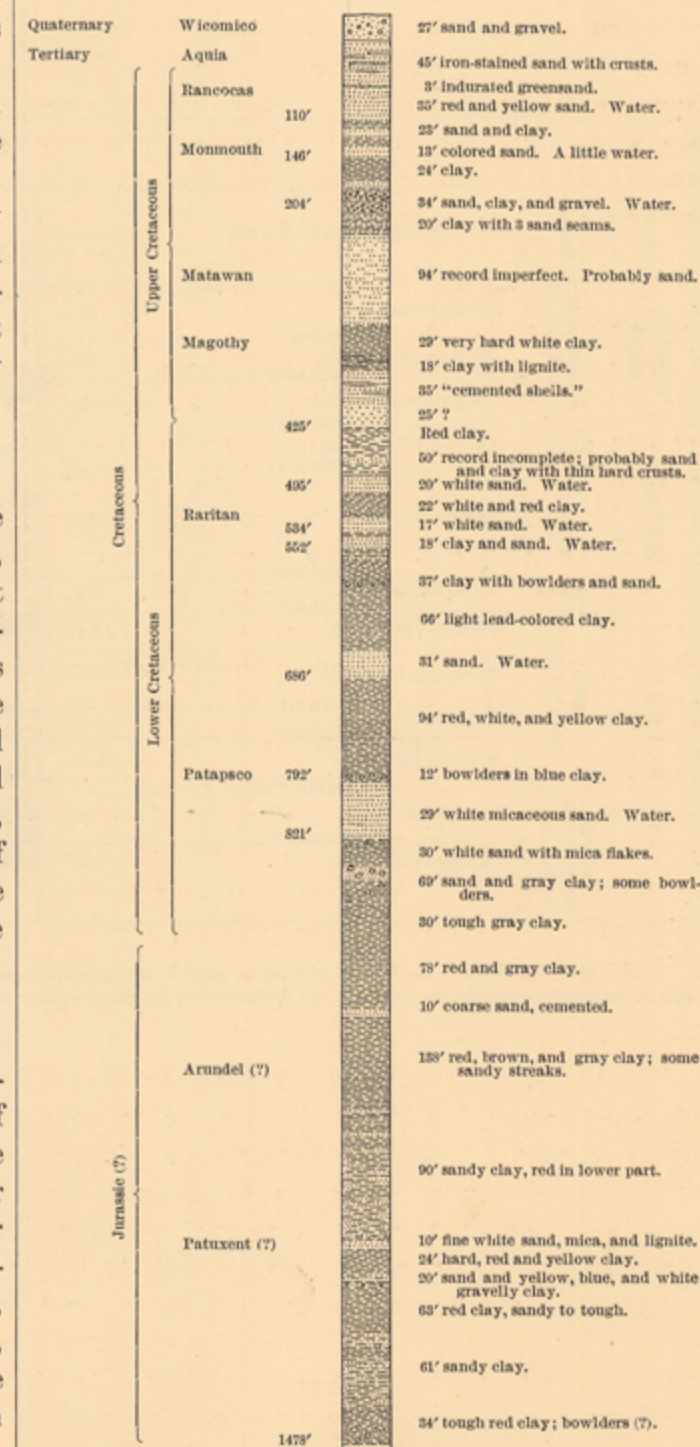 Quaternary Wicomico 27′ sand and gravel.
Tertiary Aquia 45′ iron-stained sand with crusts.
Rancocas 3′ indurated greensand.
35′ red and yellow sand. Water.
110′
23′ sand and clay.
Monmouth 146′ 13′ colored sand. A little water.
24′ clay.
204′ 34′ sand, clay, and gravel. Water.
20′ clay with 3 sand seams.
Upper Cretaceous
Matawan 94′ record imperfect. Probably sand.
Magothy 29′ very hard white clay.
18′ clay with lignite.
35′ “cemented shells.”
25′ ?
425′ Red clay.
50′ record incomplete; probably sand
and clay with thin hard crusts.
495′ 20′ white sand. Water.
Cretaceous
22′ white and red clay.
Raritan
534′ 17′ white sand. Water.
552′ 18′ clay and sand. Water.
37′ clay with bowlders and sand.
66′ light lead-colored clay.
Lower Cretaceous
686′ 31′ sand. Water.
94′ red, white, and yellow clay.
Patapsco 792′ 12′ bowlders in blue clay.
821′ 29′ white micaceous sand. Water.
30′ white sand with mica flakes.
69′ sand and gray clay; some bowl-
ders.
30′ tough gray clay.
78′ red and gray clay.
10′ coarse sand, cemented.
Arundel (?) 138′ red, brown, and gray clay; some
sandy streaks.
Jurassic (?)
90′ sandy clay, red in lower part.
Patuxent (?) 10′ fine white sand, mica, and lignite.
24′ hard, red and yellow clay.
20′ sand and yellow, blue, and white
gravelly clay.
63′ red clay, sandy to tough.
61′ sandy clay.
34′ tough red clay; bowlders (?).
1478′